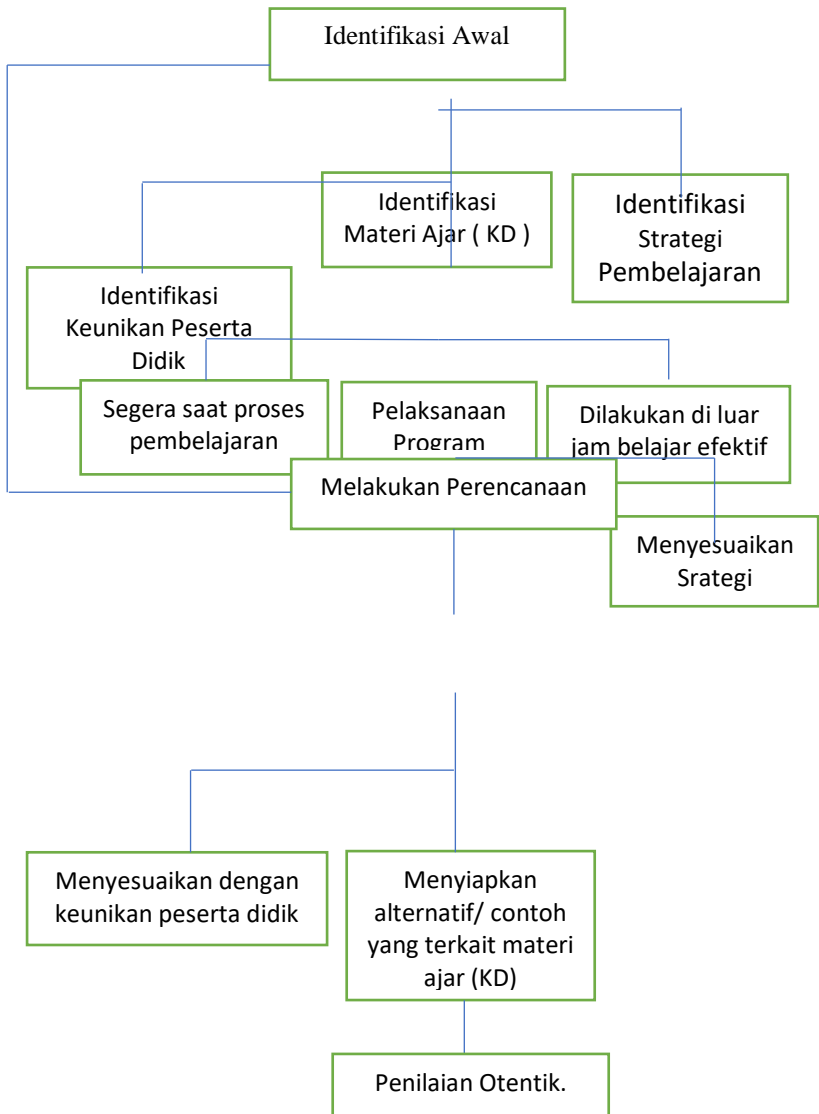 Identifikasi Awal
Identifikasi
Materi Ajar ( KD )
Identifikasi
Strategi
Pembelajaran
Identifikasi
Keunikan Peserta
Didik
Segera saat proses
pembelajaran
Pelaksanaan
Program
Dilakukan di luar
jam belajar efektif
Melakukan Perencanaan
Menyesuaikan
Srategi
Menyesuaikan dengan
keunikan peserta didik
Menyiapkan
alternatif/ contoh
yang terkait materi
ajar (KD)
Penilaian Otentik.